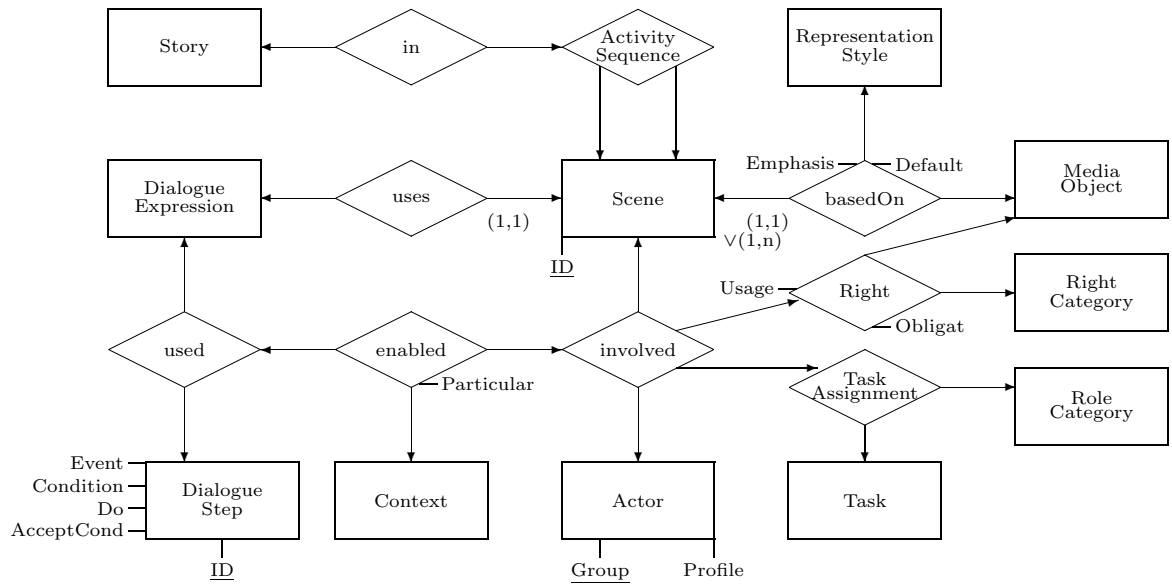 Story
in
Activity
Sequence
Representation
Style
Emphasis
Default
Dialogue
Expression
uses
(1,1)
Scene
basedOn
(1,1)
∨(1,n)
Media
Object
ID
Usage
Right
Obligat
Right
Category
used
enabled
Particular
involved
Task
Assignment
Role
Category
Event
Condition
Do
AcceptCond
Dialogue
Step
Context
Actor
Task
ID
Group
Profile